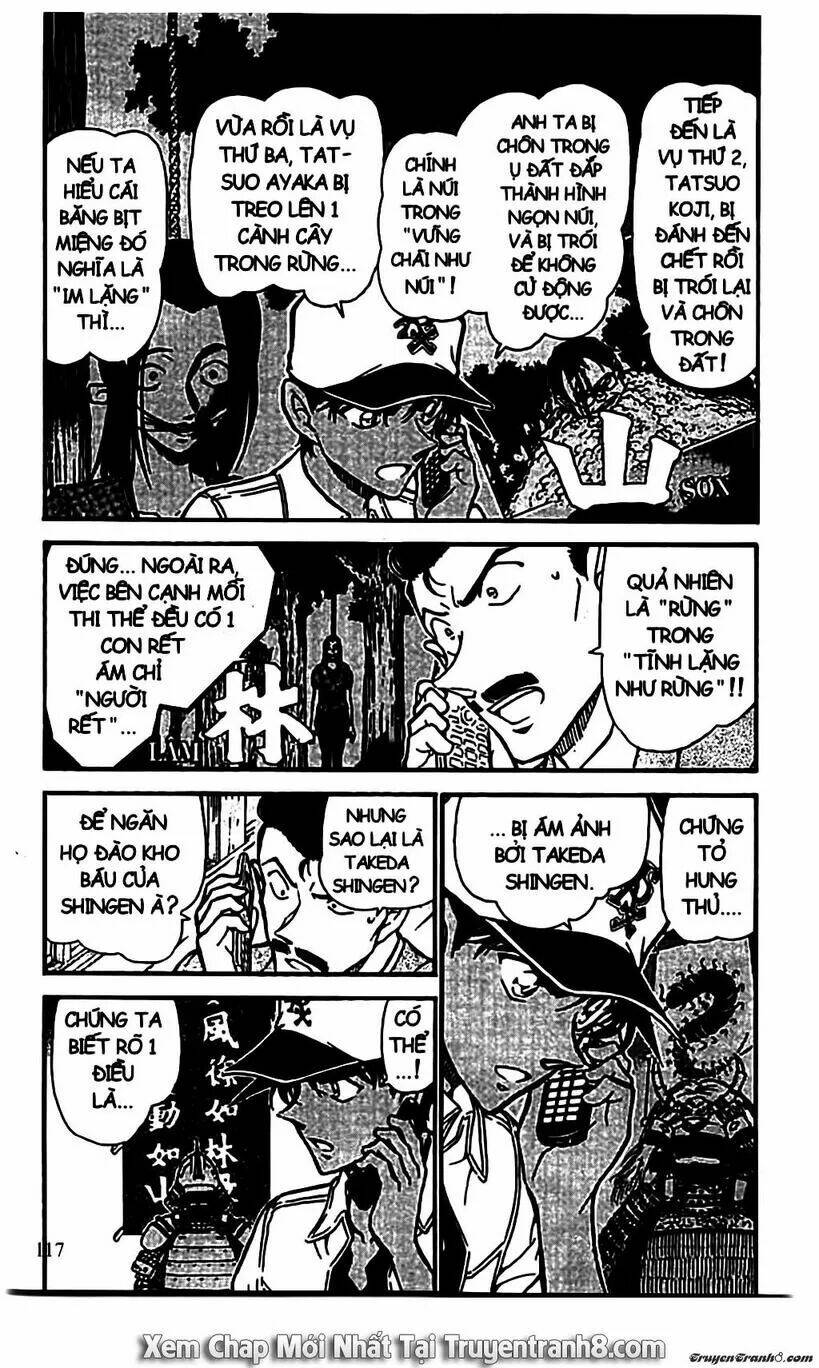 TIẾP
ĐẾN LÀ
VỤ THỨ 2,
TATSUO
KOJI, BỊ
ĐÁNH ĐẾN
CHẾT RỒI
BỊ TRÓI LẠI
VÀ CHÔN
TRONG
ĐẤT!
ANH TA BỊ
CHÔN TRONG
Ụ ĐẤT ĐẮP
THÀNH HÌNH
NGỌN NÚI,
VÀ BỊ TRÓI
ĐỂ KHÔNG
CỬ ĐỘNG
ĐƯỢC...
CHÍNH
LÀ NÚI
TRONG
"VỮNG
CHÃI NHƯ
NÚI"!
VỪA RỒI LÀ VỤ
THỨ BA, TAT-
SUO AYAKA BỊ
TREO LÊN 1
CÀNH CÂY
TRONG RỪNG...
NẾU TA
HIỂU CÁI
BĂNG BỊT
MIỆNG ĐÓ
NGHĨA LÀ
"IM LẶNG"
THÌ...
山
SƠN
QUẢ NHIÊN
LÀ "RỪNG"
TRONG
"TĨNH LẶNG
NHƯ RỪNG"!!
ĐÚNG... NGOÀI RA,
VIỆC BÊN CẠNH MỖI
THI THỂ ĐỀU CÓ 1
CON RẾT
ÁM CHỈ
"NGƯỜI
RẾT"...
林
LÂM
CHỨNG
TỎ
HUNG
THỦ....
... BỊ ÁM ẢNH
BỞI TAKEDA
SHINGEN.
NHƯNG
SAO LẠI LÀ
TAKEDA
SHINGEN?
ĐỂ NGĂN
HỌ ĐÀO KHO
BÁU CỦA
SHINGEN À?
CÓ
THỂ
...!
CHÚNG TA
BIẾT RÕ 1
ĐIỀU
LÀ...
風
徐如林
動如山
117
Xem Chap Mới Nhất Tại Truyentranh8.com
TruyenTranh8.com